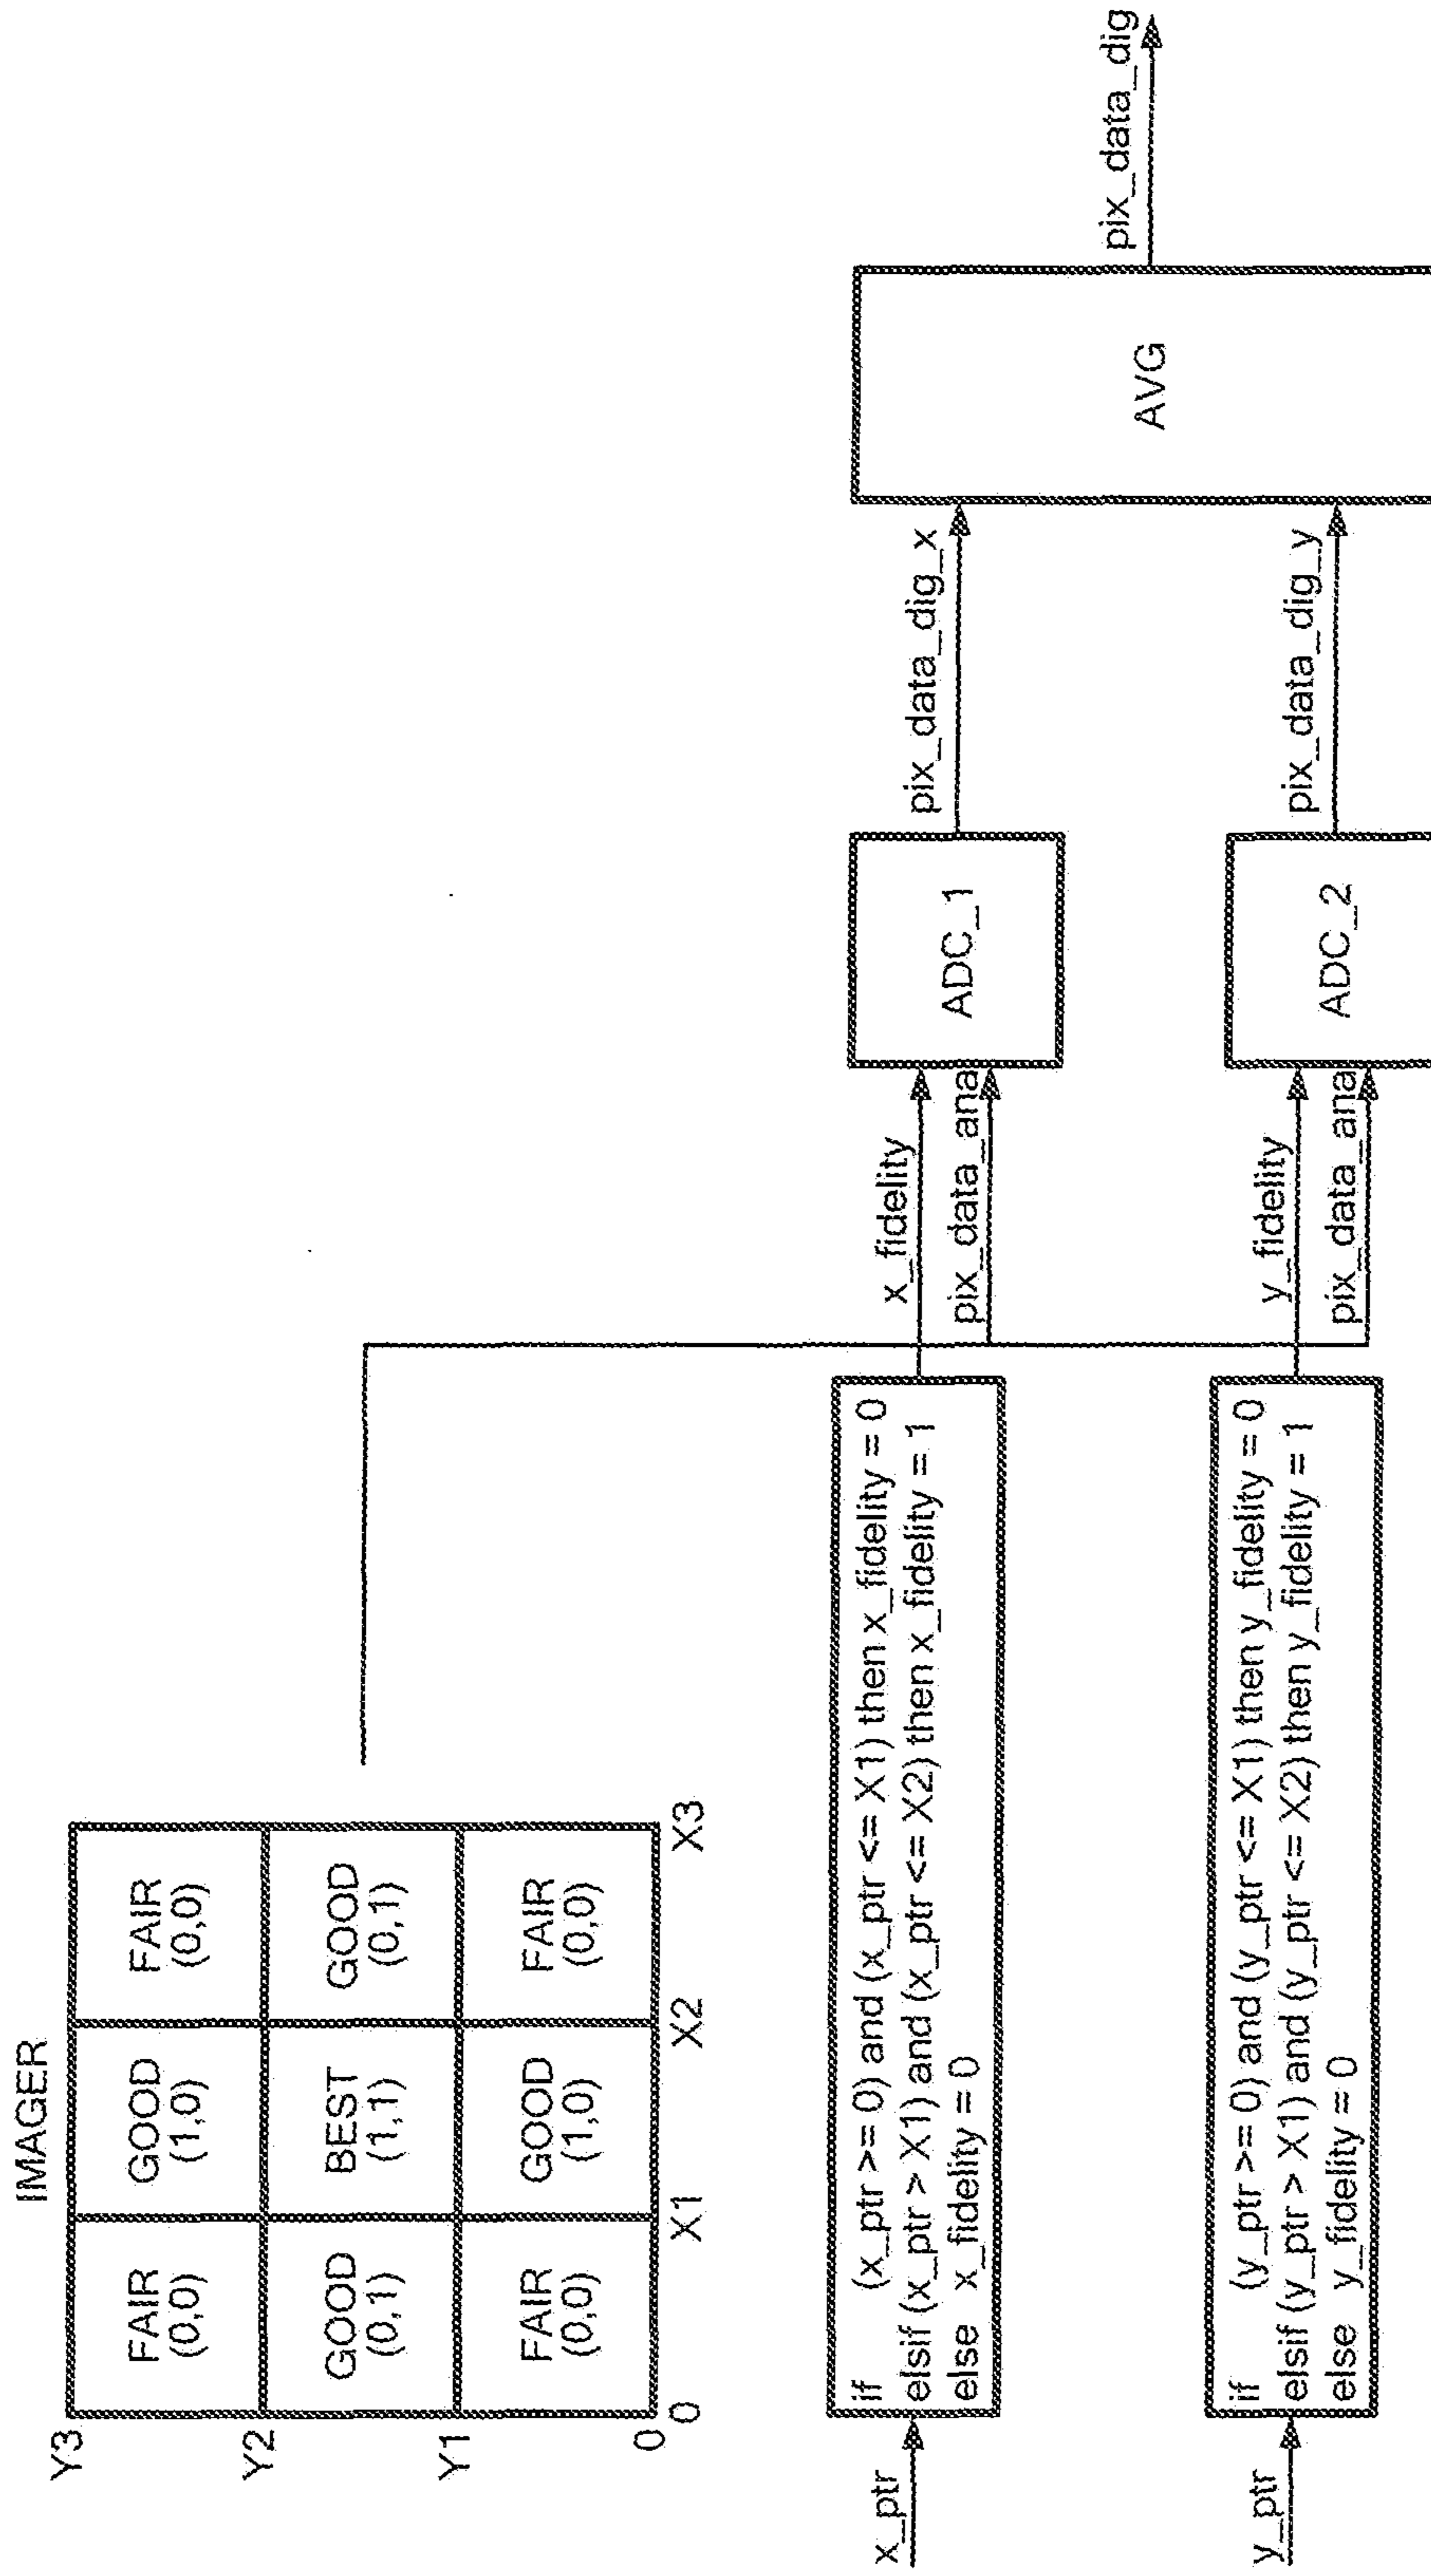 IMAGER
Y3
FAIR
(0,0)
GOOD
(1,0)
FAIR
(0,0)
Y2
GOOD
(0,1)
BEST
(1,1)
GOOD
(0,1)
Y1
FAIR
(0,0)
GOOD
(1,0)
FAIR
(0,0)
0
0
X1
X2
X3
x_ptr
if (x_ptr >= 0) and (x_ptr <= X1) then x_fidelity = 0
elsif (x_ptr > X1) and (x_ptr <= X2) then x_fidelity = 1
else x_fidelity = 0
x_fidelity
pix_data_ana
ADC_1
pix_data_dig_x
y_ptr
if (y_ptr >= 0) and (y_ptr <= X1) then y_fidelity = 0
elsif (y_ptr > X1) and (y_ptr <= X2) then y_fidelity = 1
else y_fidelity = 0
y_fidelity
pix_data_ana
ADC_2
pix_data_dig_y
AVG
pix_data_dig